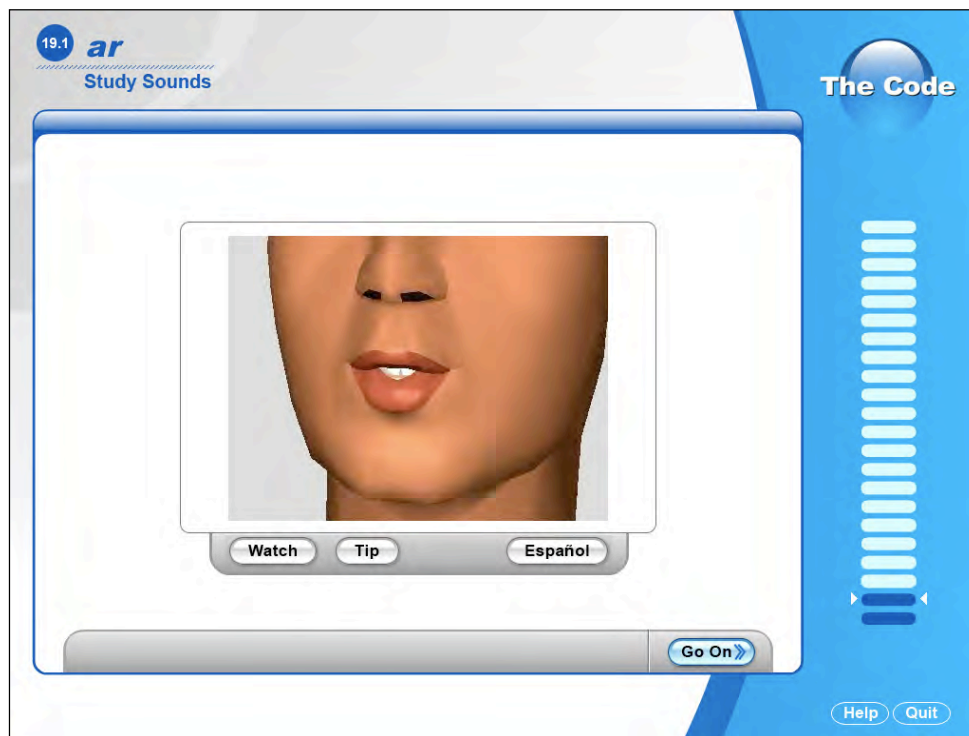 19.1 ar
Study Sounds
The Code
Watch Tip Español
Go On
Help Quit